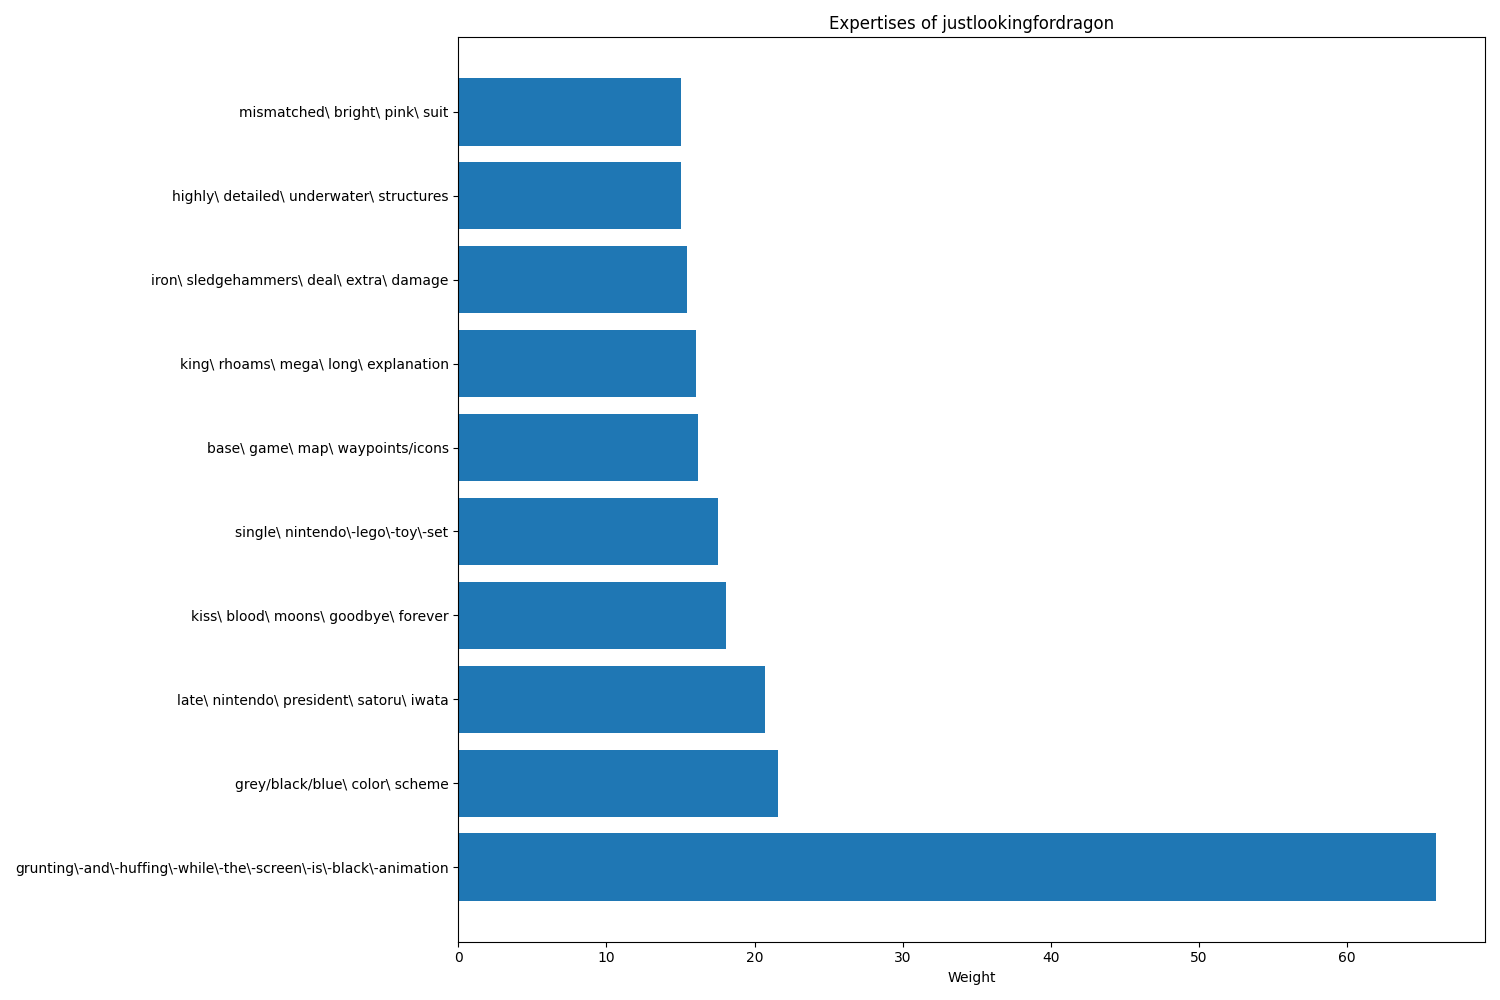 Expertises of justlookingfordragon
mismatched\ bright\ pink\ suit
highly\ detailed\ underwater\ structures
iron\ sledgehammers\ deal\ extra\ damage
king\ rhoams\ mega\ long\ explanation
base\ game\ map\ waypoints/icons
single\ nintendo\-lego\-toy\-set
kiss\ blood\ moons\ goodbye\ forever
late\ nintendo\ president\ satoru\ iwata
grey/black/blue\ color\ scheme
grunting\-and\-huffing\-while\-the\-screen\-is\-black\-animation
0 10 20 30 40 50 60
Weight